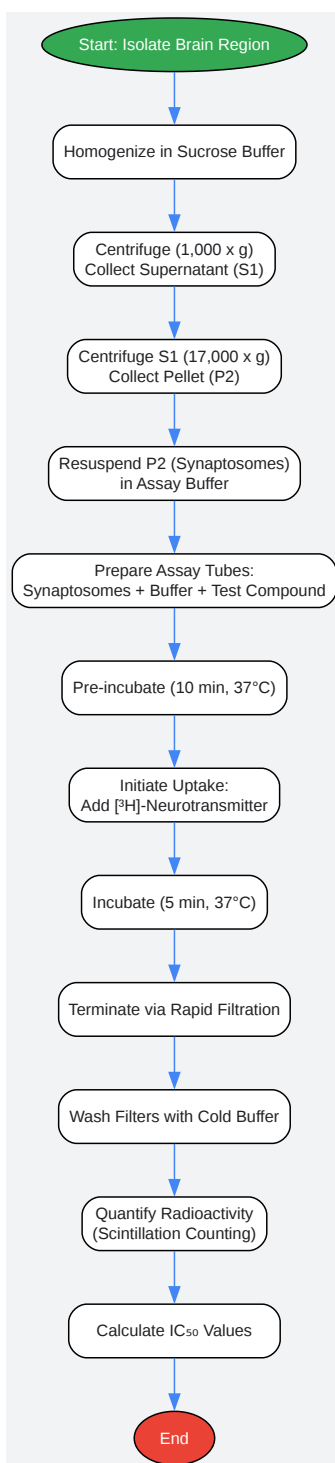 Start: Isolate Brain Region
Homogenize in Sucrose Buffer
Centrifuge (1,000 x g)
Collect Supernatant (S1)
Centrifuge S1 (17,000 x g)
Collect Pellet (P2)
Resuspend P2 (Synaptosomes)
in Assay Buffer
Prepare Assay Tubes:
Synaptosomes + Buffer + Test Compound
Pre-incubate (10 min, 37°C)
Initiate Uptake:
Add [³H]-Neurotransmitter
Incubate (5 min, 37°C)
Terminate via Rapid Filtration
Wash Filters with Cold Buffer
Quantify Radioactivity
(Scintillation Counting)
Calculate IC₅₀ Values
End